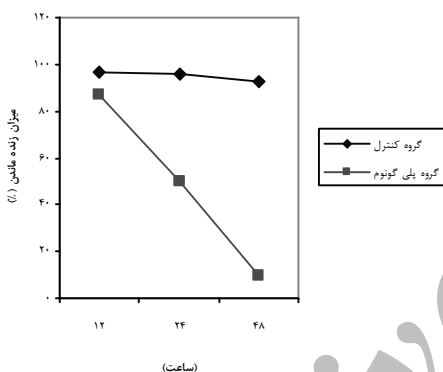 ۱۲۰
۱۰۰
۸۰
۶۰
۴۰
۲۰
۰
میزان زنده ماندن (٪)
۱۲ ۲۴ ۴۸
(ساعت)
گروه کنترل
گروه پلی گونوم